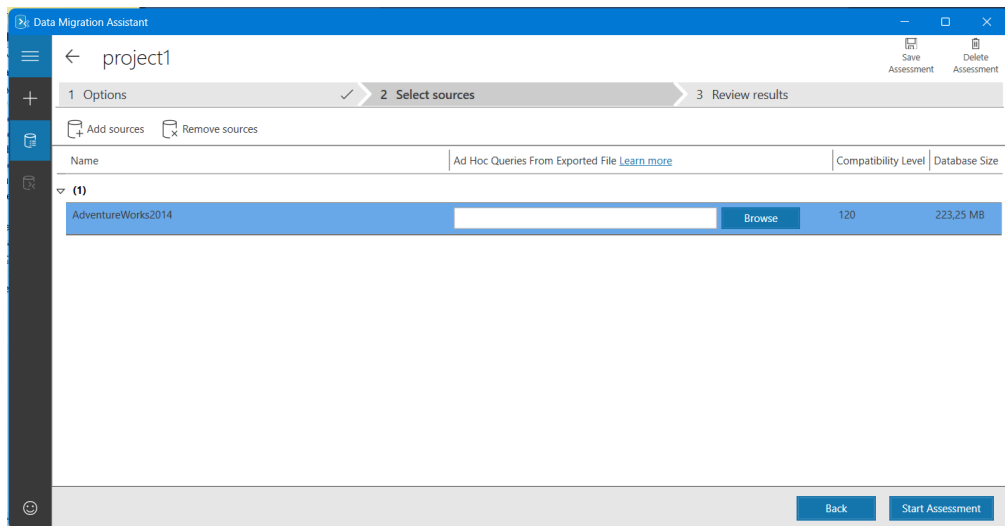 Data Migration Assistant
project1
Save Assessment
Delete Assessment
1 Options
2 Select sources
3 Review results
Add sources
Remove sources
Name
Ad Hoc Queries From Exported File Learn more
Compatibility Level
Database Size
(1)
AdventureWorks2014
Browse
120
223,25 MB
Back
Start Assessment